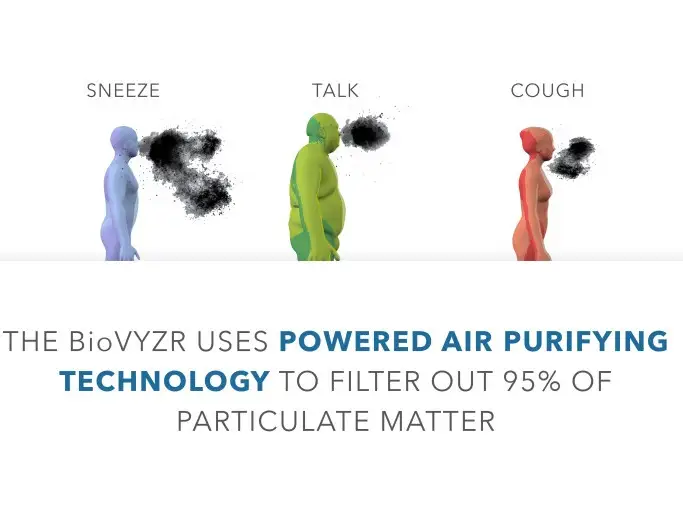 SNEEZE TALK COUGH
THE BioVYZR USES POWERED AIR PURIFYING
TECHNOLOGY TO FILTER OUT 95% OF
PARTICULATE MATTER